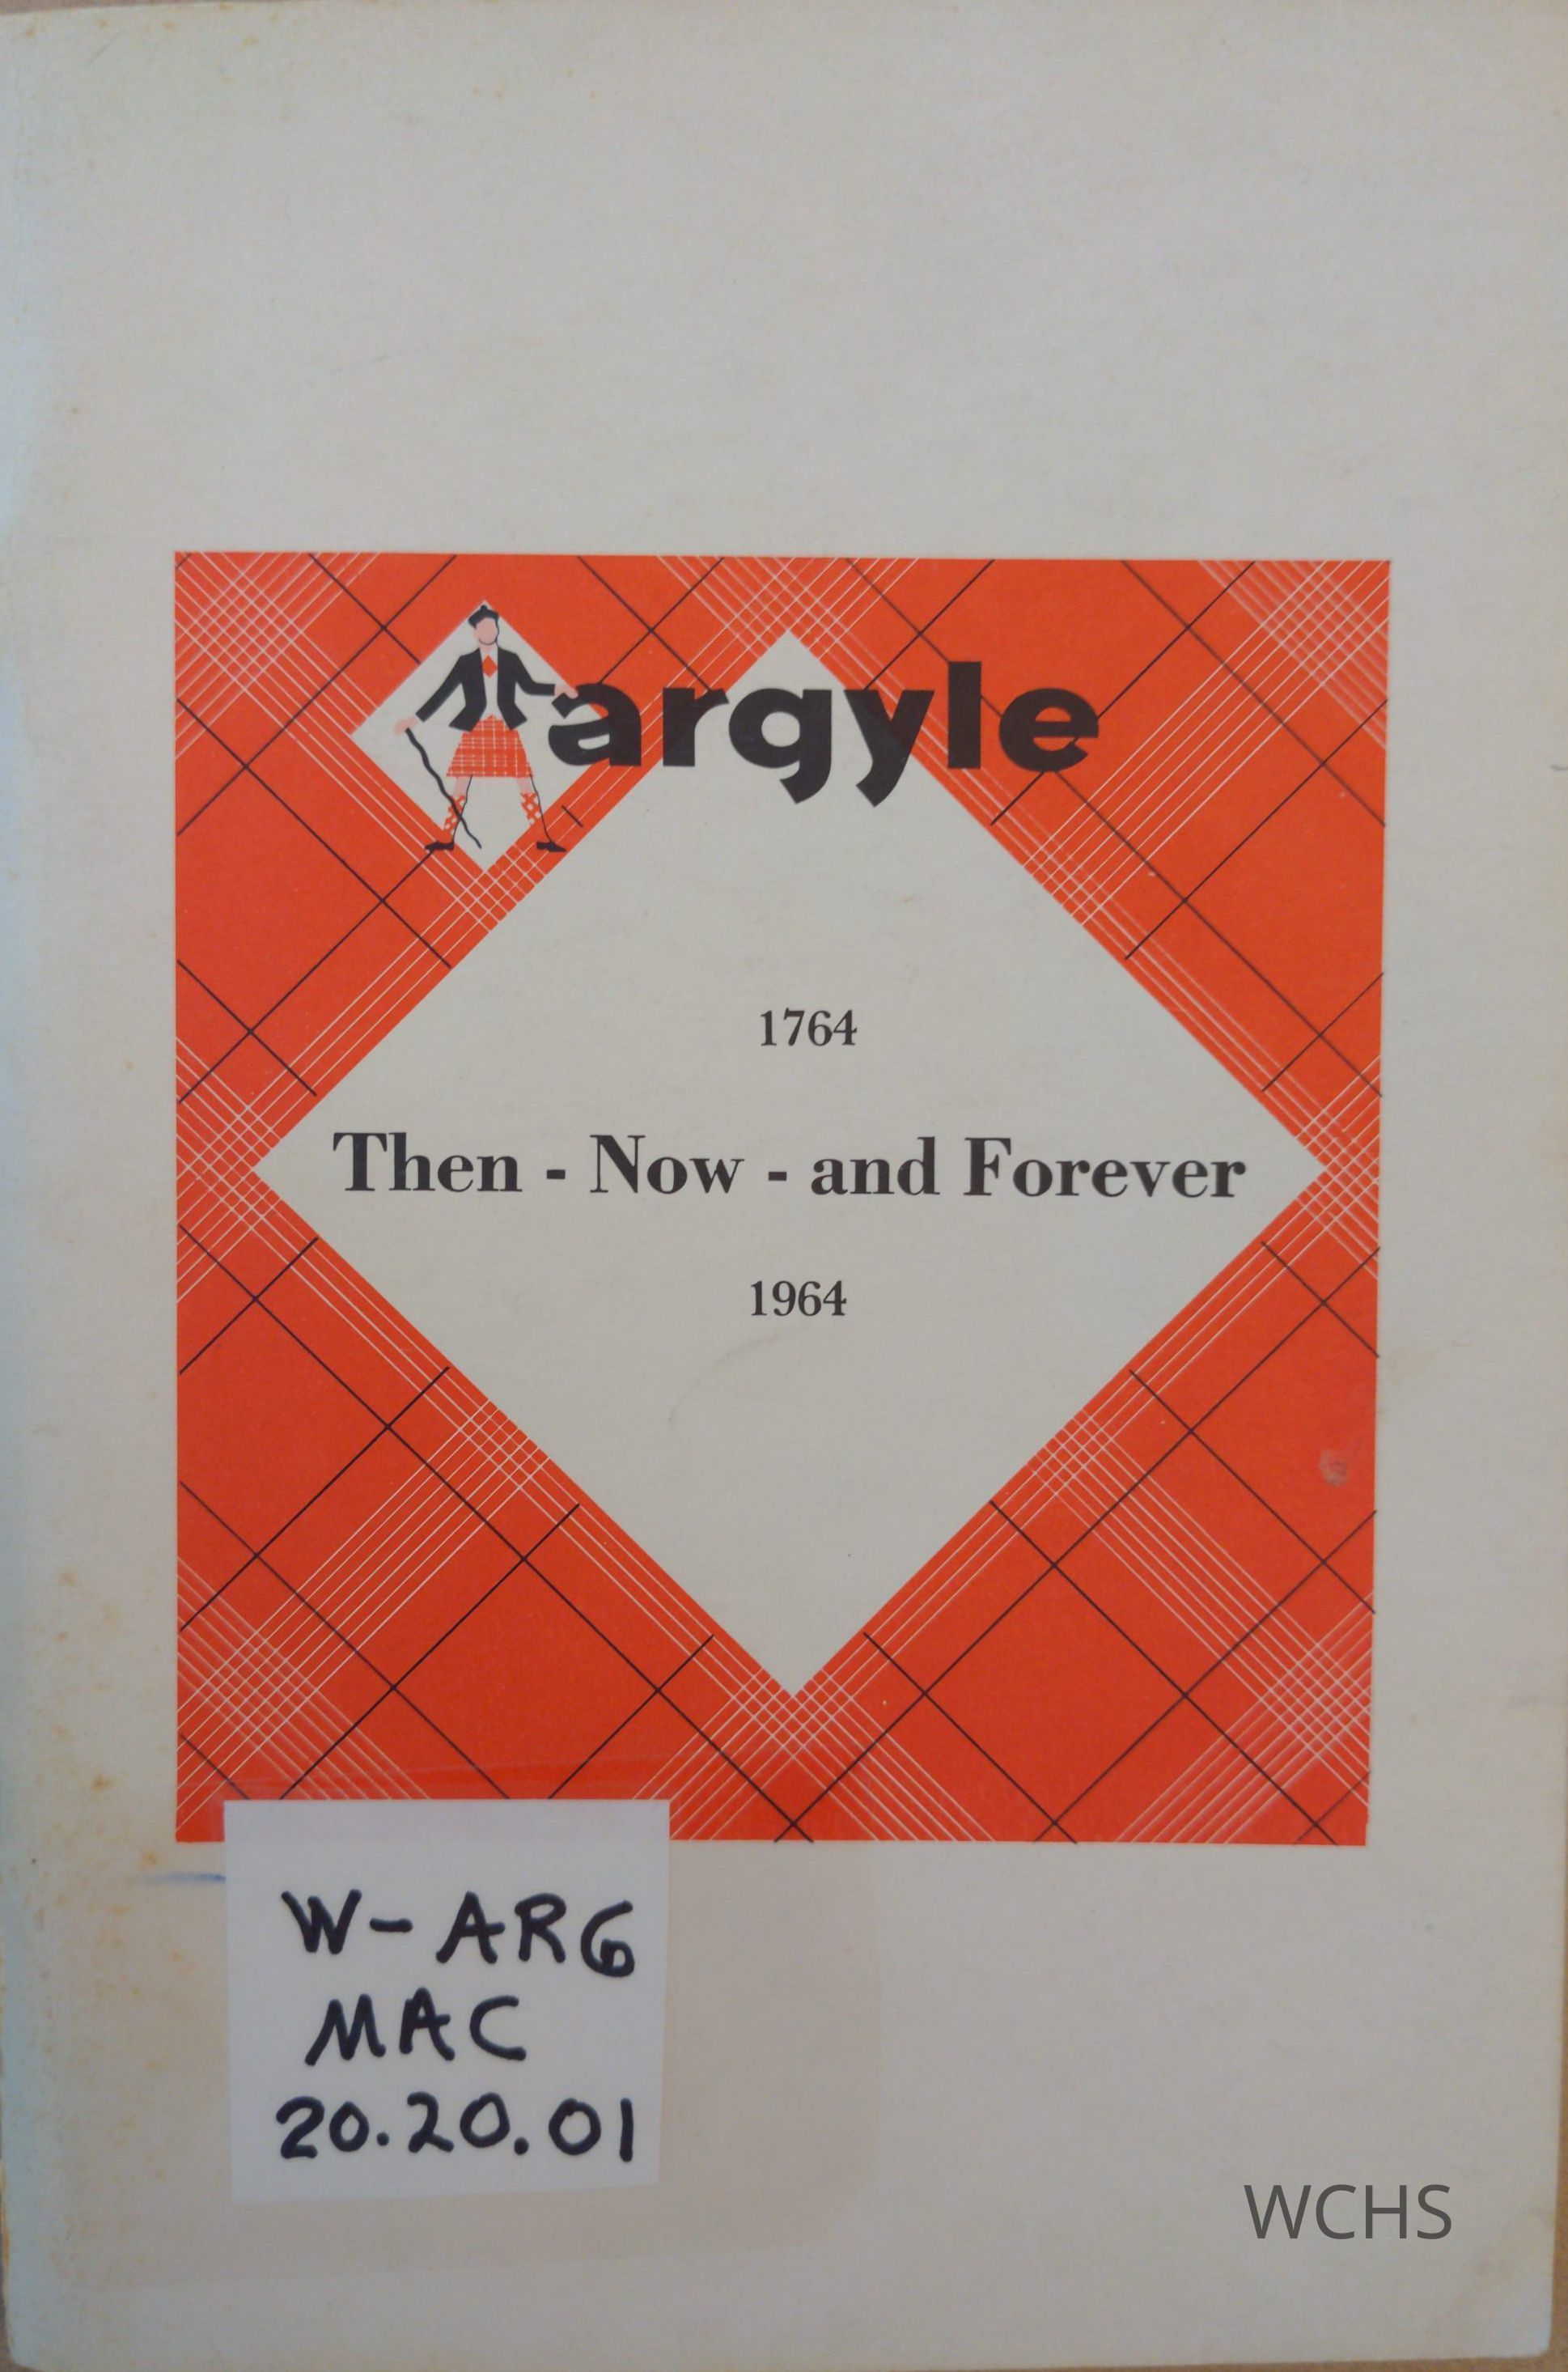 argyle
1764
Then - Now - and Forever
1964
W-ARG
MAC
20.20.01
WCHS